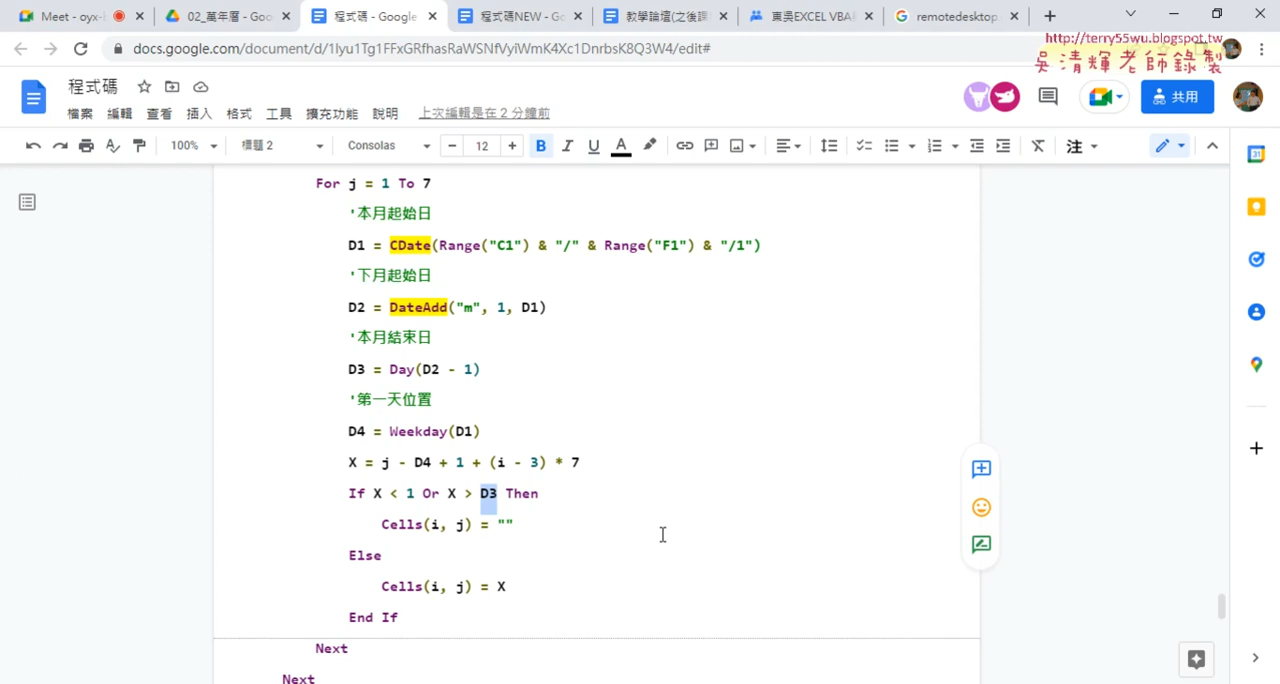 Meet - oyx-l
02_萬年曆 - Goo
程式碼 - Google
程式碼NEW - Go
教學論壇(之後課
東吳EXCEL VBA
remotedesktop
docs.google.com/document/d/1Iyu1Tg1FFxGRfhasRaWSNfVyiWmK4Xc1DnrbsK8Q3W4/edit#
http://terry55wu.blogspot.tw
吳清輝老師錄製
程式碼
檔案 編輯 查看 插入 格式 工具 擴充功能 說明 上次編輯是在 2 分鐘前
共用
100% 標題 2 Consolas 12 B I U A 注
For j = 1 To 7
'本月起始日
D1 = CDate(Range("C1") & "/" & Range("F1") & "/1")
'下月起始日
D2 = DateAdd("m", 1, D1)
'本月結束日
D3 = Day(D2 - 1)
'第一天位置
D4 = Weekday(D1)
X = j - D4 + 1 + (i - 3) * 7
If X < 1 Or X > D3 Then
Cells(i, j) = ""
Else
Cells(i, j) = X
End If
Next
Next